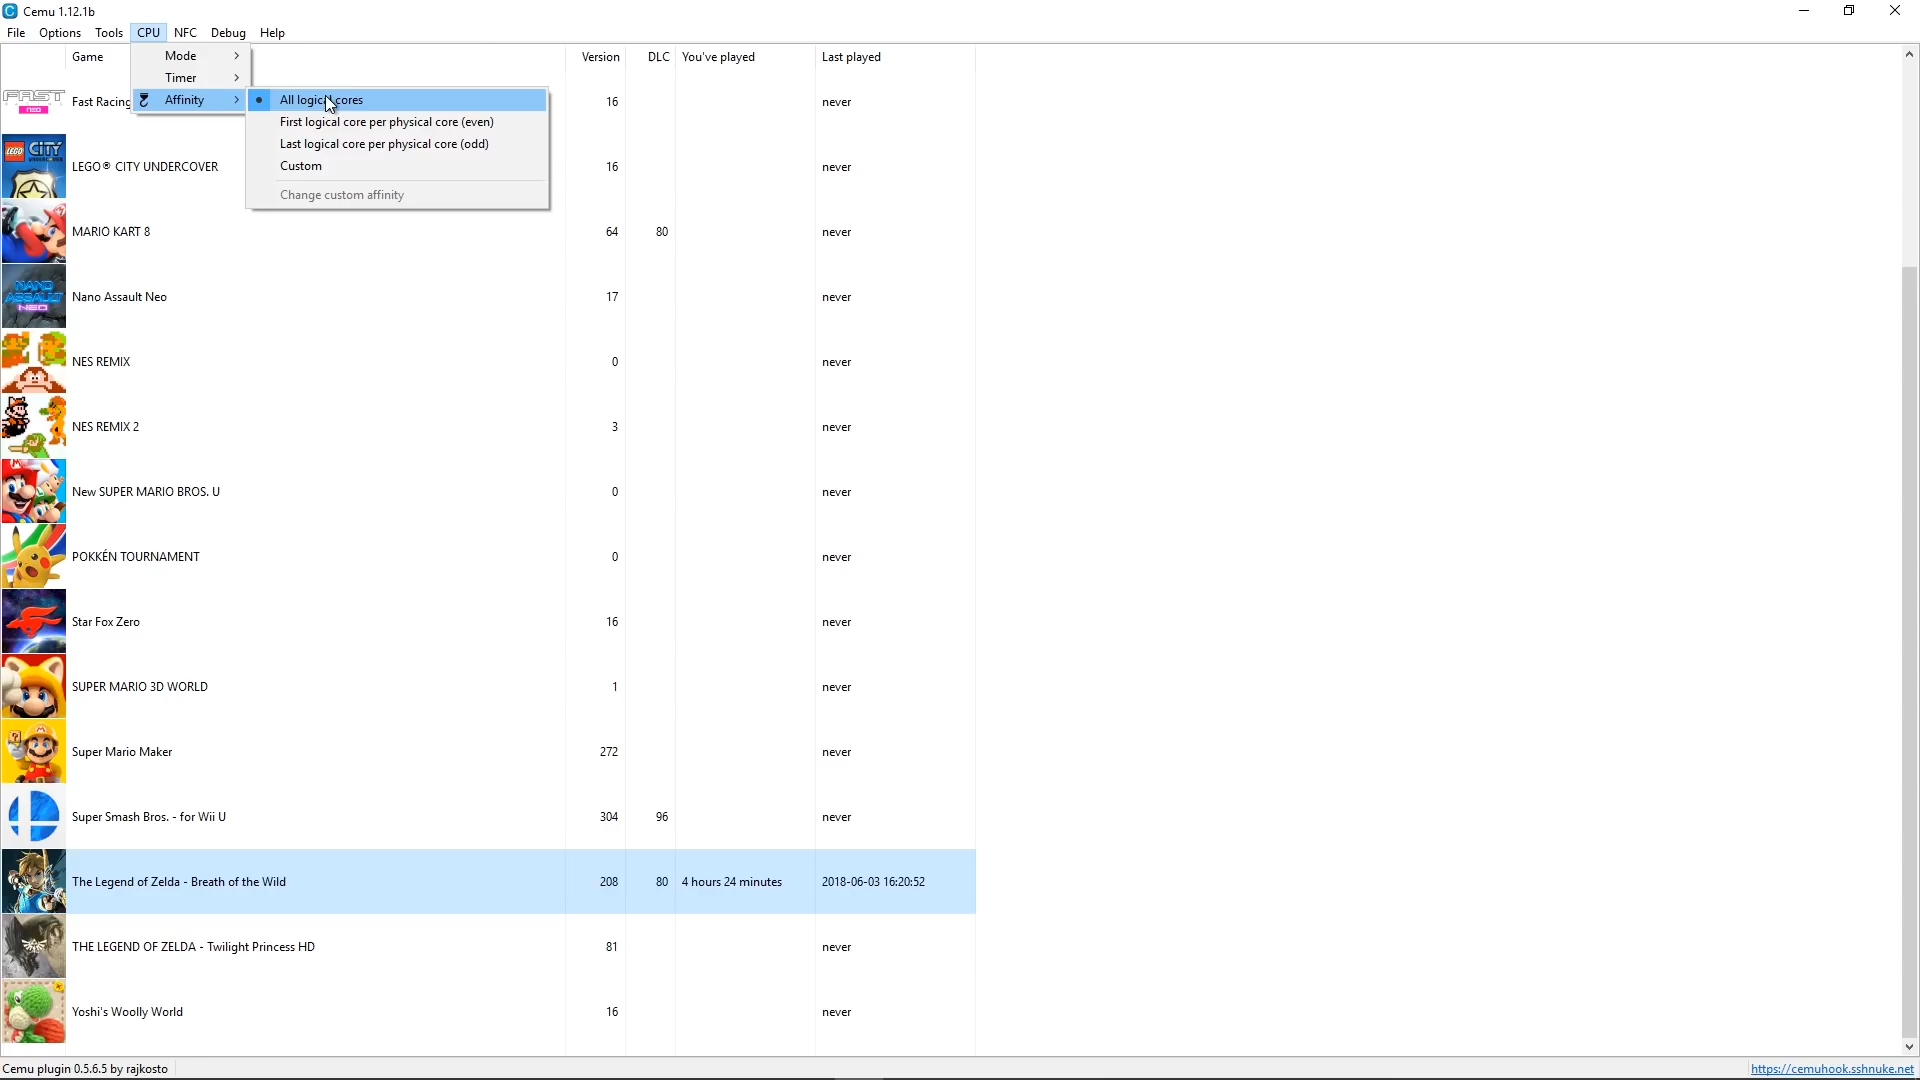 Cemu 1.12.1b
File Options Tools CPU NFC Debug Help
Game Version DLC You've played Last played
Mode
Timer
Affinity
All logical cores
First logical core per physical core (even)
Last logical core per physical core (odd)
Custom
Change custom affinity
FAST
NEO
Fast Racing 16 never
LEGO CITY
LEGO® CITY UNDERCOVER 16 never
MARIO KART 8 64 80 never
NANO
ASSAULT
NEO
Nano Assault Neo 17 never
NES REMIX 0 never
NES REMIX 2 3 never
New SUPER MARIO BROS. U 0 never
POKKÉN TOURNAMENT 0 never
Star Fox Zero 16 never
SUPER MARIO 3D WORLD 1 never
Super Mario Maker 272 never
Super Smash Bros. - for Wii U 304 96 never
The Legend of Zelda - Breath of the Wild 208 80 4 hours 24 minutes 2018-06-03 16:20:52
THE LEGEND OF ZELDA - Twilight Princess HD 81 never
Yoshi's Woolly World 16 never
Cemu plugin 0.5.6.5 by rajkosto https://cemuhook.sshnuke.net